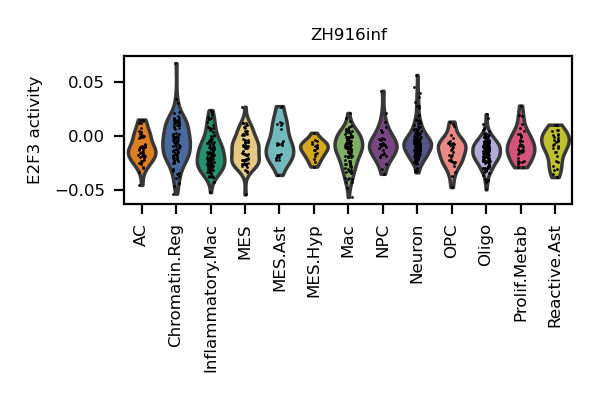 ZH916inf
E2F3 activity
0.05
0.00
−0.05
AC
Chromatin.Reg
Inflammatory.Mac
MES
MES.Ast
MES.Hyp
Mac
NPC
Neuron
OPC
Oligo
Prolif.Metab
Reactive.Ast